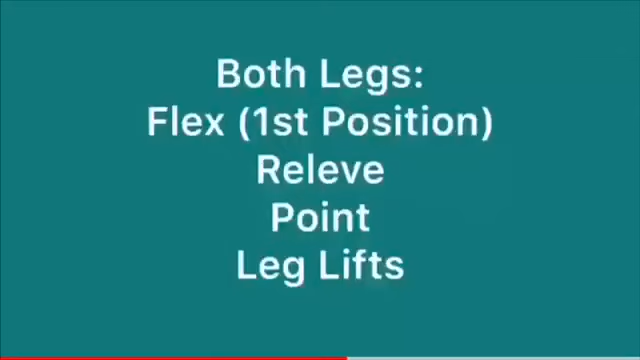 Both Legs:
Flex (1st Position)
Releve
Point
Leg Lifts